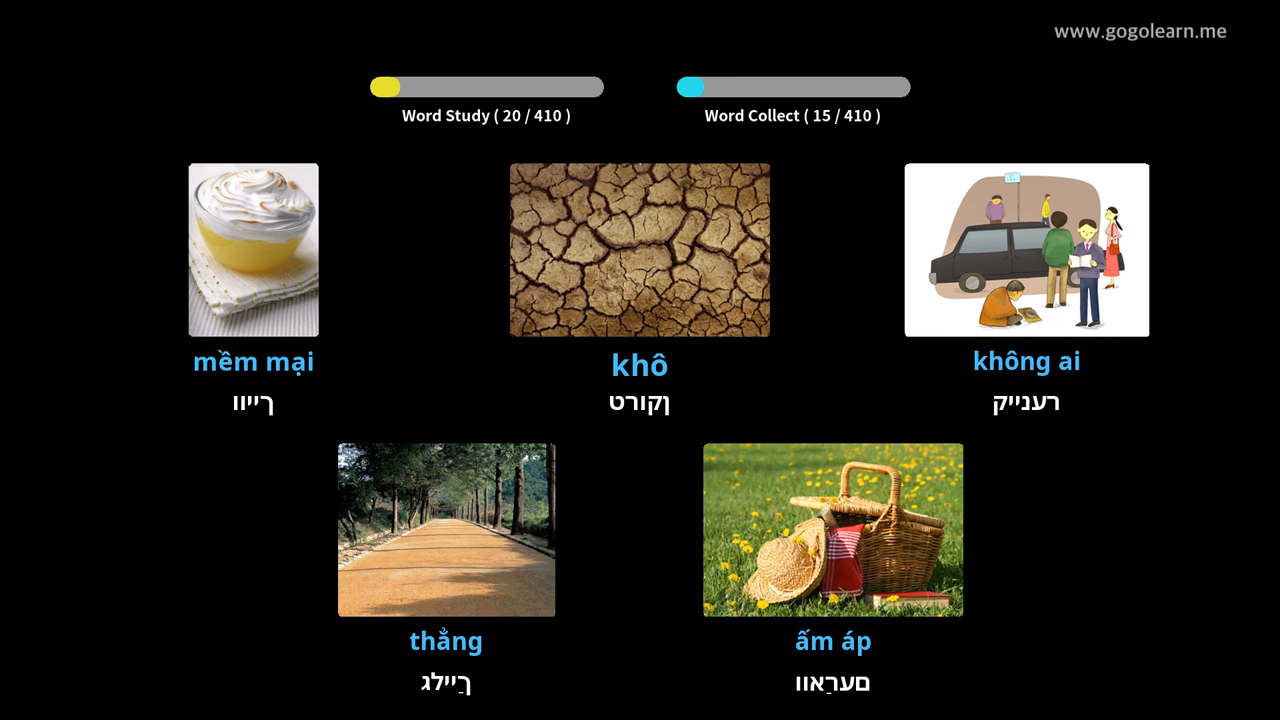 www.gogolearn.me
Word Study ( 20 / 410 )
Word Collect ( 15 / 410 )
mềm mại
ווייך
khô
טרוקן
không ai
קיינער
thẳng
גלייַך
ấm áp
וואַרעם